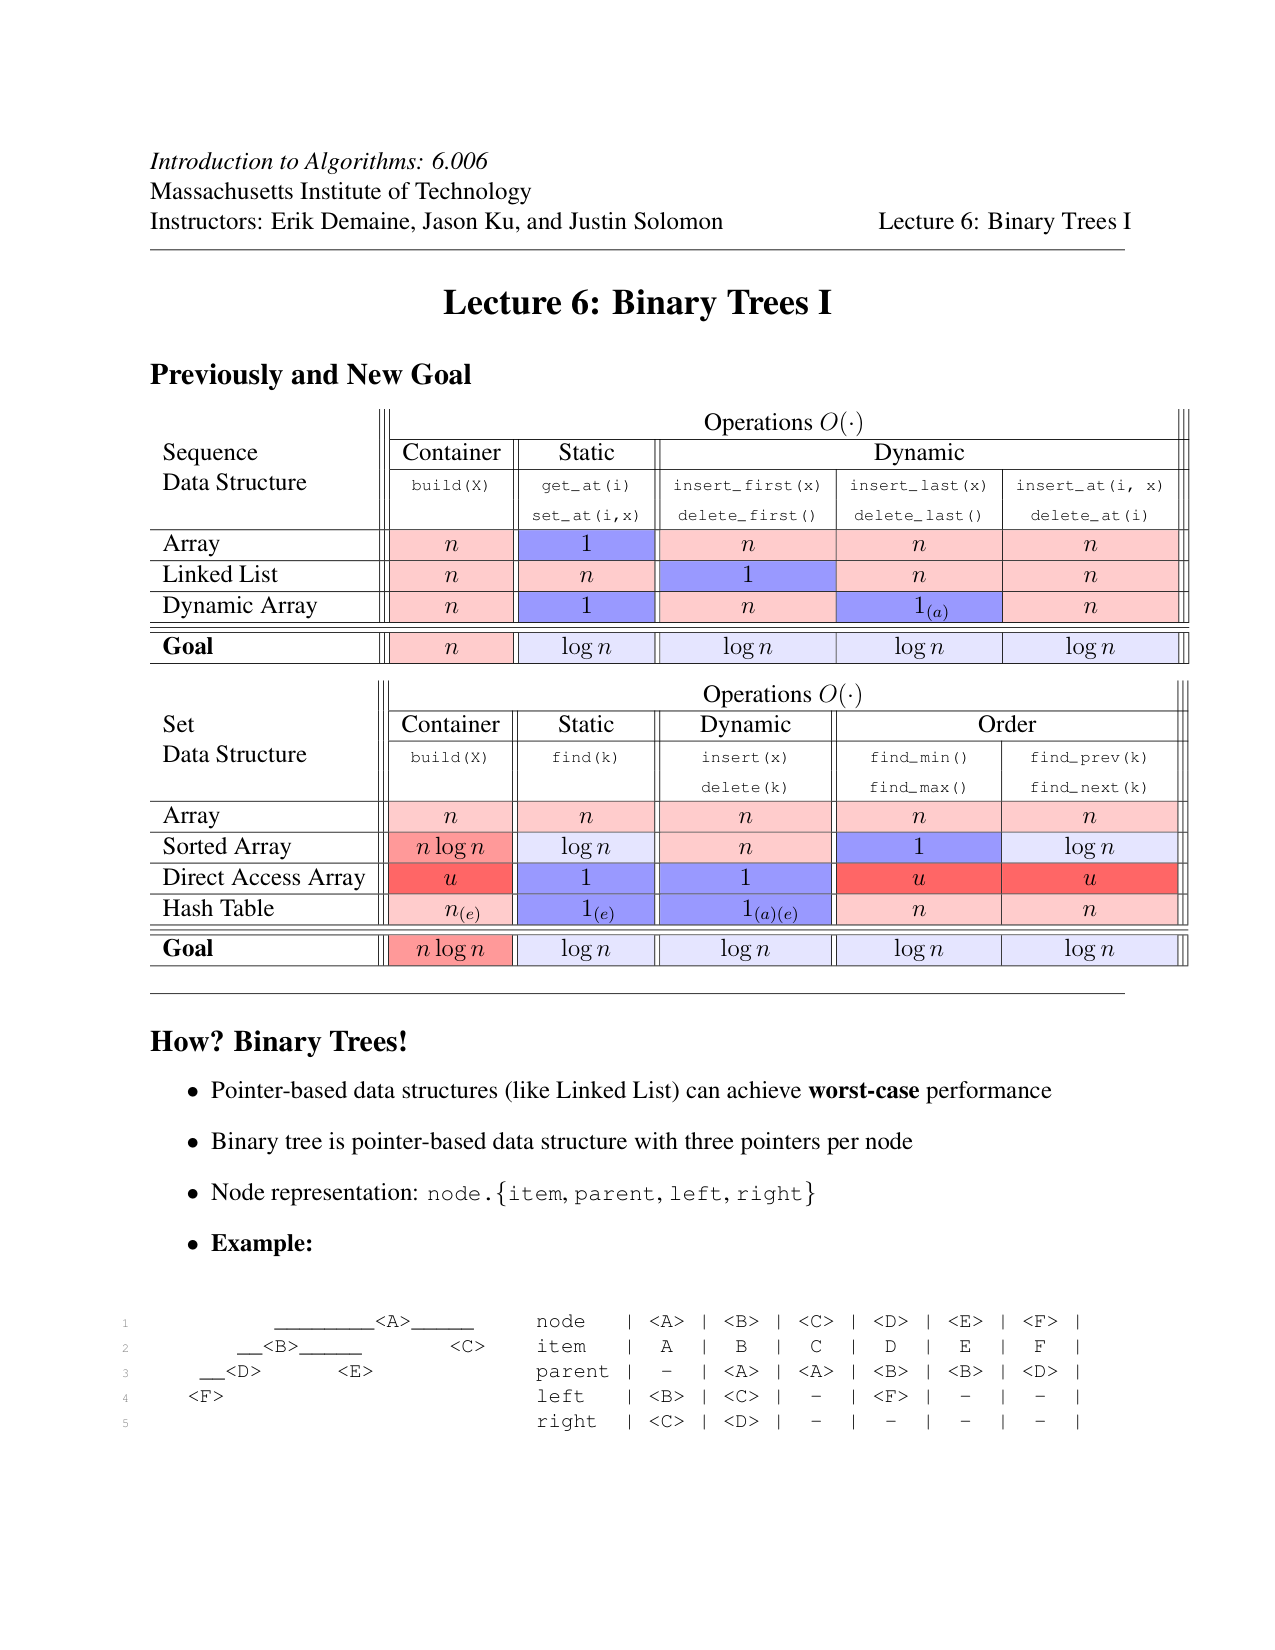 Introduction to Algorithms: 6.006
Massachusetts Institute of Technology
Instructors: Erik Demaine, Jason Ku, and Justin Solomon Lecture 6: Binary Trees I
Lecture 6: Binary Trees I
Previously and New Goal
Operations O(·)
Sequence Container Static Dynamic
Data Structure build(X) get_at(i) insert_first(x) insert_last(x) insert_at(i, x)
set_at(i,x) delete_first() delete_last() delete_at(i)
Array n 1 n n n
Linked List n n 1 n n
Dynamic Array n 1 n 1(a) n
Goal n log n log n log n log n
Operations O(·)
Set Container Static Dynamic Order
Data Structure build(X) find(k) insert(x) find_min() find_prev(k)
delete(k) find_max() find_next(k)
Array n n n n n
Sorted Array n log n log n n 1 log n
Direct Access Array u 1 1 u u
Hash Table n(e) 1(e) 1(a)(e) n n
Goal n log n log n log n log n log n
How? Binary Trees!
• Pointer-based data structures (like Linked List) can achieve worst-case performance
• Binary tree is pointer-based data structure with three pointers per node
• Node representation: node.{item, parent, left, right}
• Example:
1 ________<A>_____ node | <A> | <B> | <C> | <D> | <E> | <F> |
2 __<B>_____ <C> item | A | B | C | D | E | F |
3 __<D> <E> parent | - | <A> | <A> | <B> | <B> | <D> |
4 <F> left | <B> | <C> | - | <F> | - | - |
5 right | <C> | <D> | - | - | - | - |